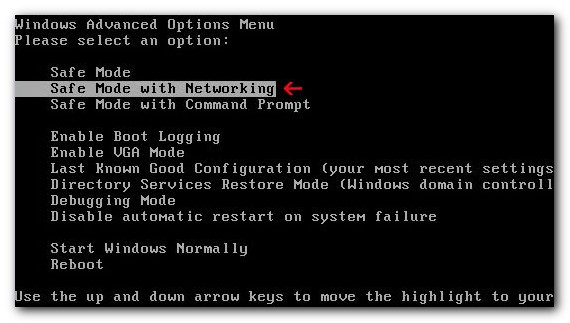 Windows Advanced Options Menu
Please select an option:
Safe Mode
Safe Mode with Networking
Safe Mode with Command Prompt
Enable Boot Logging
Enable VGA Mode
Last Known Good Configuration (your most recent settings
Directory Services Restore Mode (Windows domain controll
Debugging Mode
Disable automatic restart on system failure
Start Windows Normally
Reboot
Use the up and down arrow keys to move the highlight to your